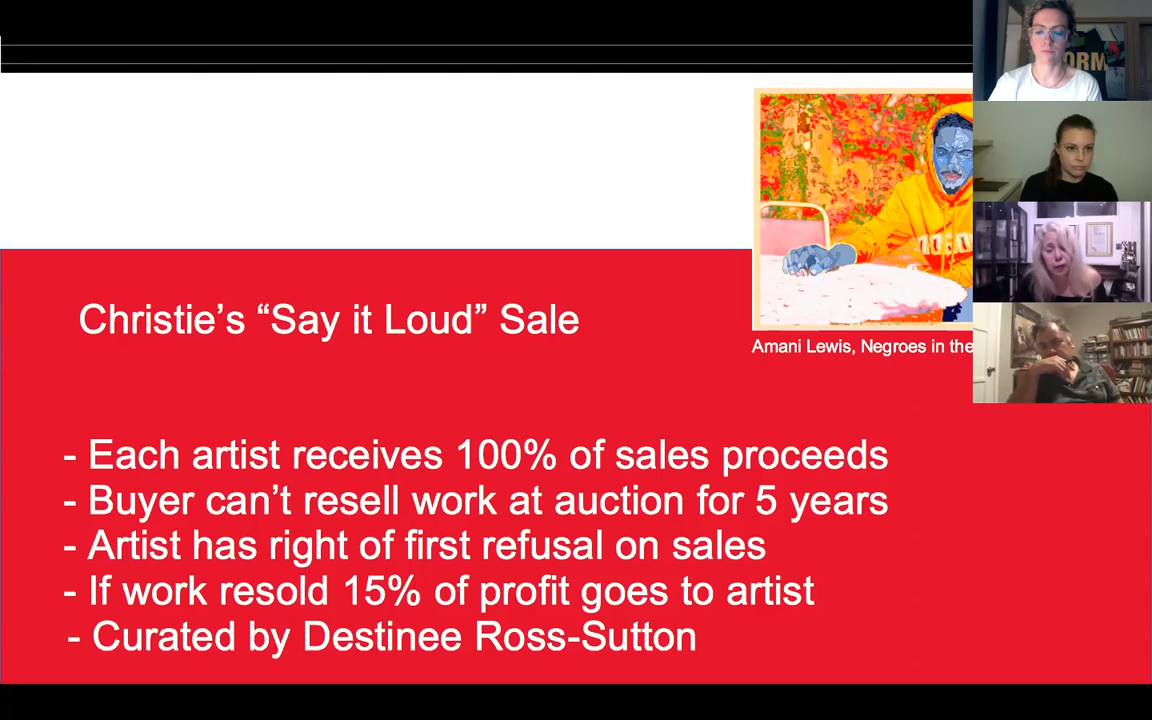 ORM
Amani Lewis, Negroes in the
Christie’s “Say it Loud” Sale
- Each artist receives 100% of sales proceeds
- Buyer can’t resell work at auction for 5 years
- Artist has right of first refusal on sales
- If work resold 15% of profit goes to artist
- Curated by Destinee Ross-Sutton